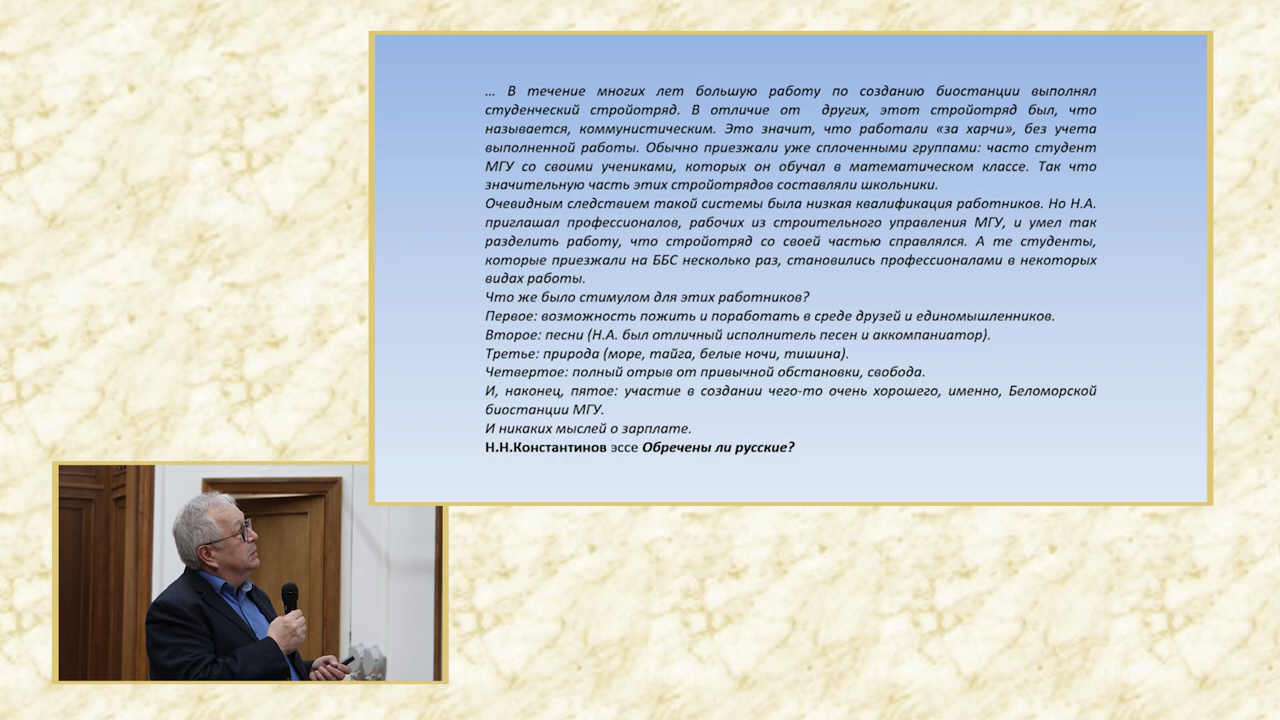 ... В течение многих лет большую работу по созданию биостанции выполнял
студенческий стройотряд. В отличие от других, этот стройотряд был, что
называется, коммунистическим. Это значит, что работали «за харчи», без учета
выполненной работы. Обычно приезжали уже сплоченными группами: часто студент
МГУ со своими учениками, которых он обучал в математическом классе. Так что
значительную часть этих стройотрядов составляли школьники.
Очевидным следствием такой системы была низкая квалификация работников. Но Н.А.
приглашал профессионалов, рабочих из строительного управления МГУ, и умел так
разделить работу, что стройотряд со своей частью справлялся. А те студенты,
которые приезжали на ББС несколько раз, становились профессионалами в некоторых
видах работы.
Что же было стимулом для этих работников?
Первое: возможность пожить и поработать в среде друзей и единомышленников.
Второе: песни (Н.А. был отличный исполнитель песен и аккомпаниатор).
Третье: природа (море, тайга, белые ночи, тишина).
Четвертое: полный отрыв от привычной обстановки, свобода.
И, наконец, пятое: участие в создании чего-то очень хорошего, именно, Беломорской
биостанции МГУ.
И никаких мыслей о зарплате.
Н.Н.Константинов эссе Обречены ли русские?